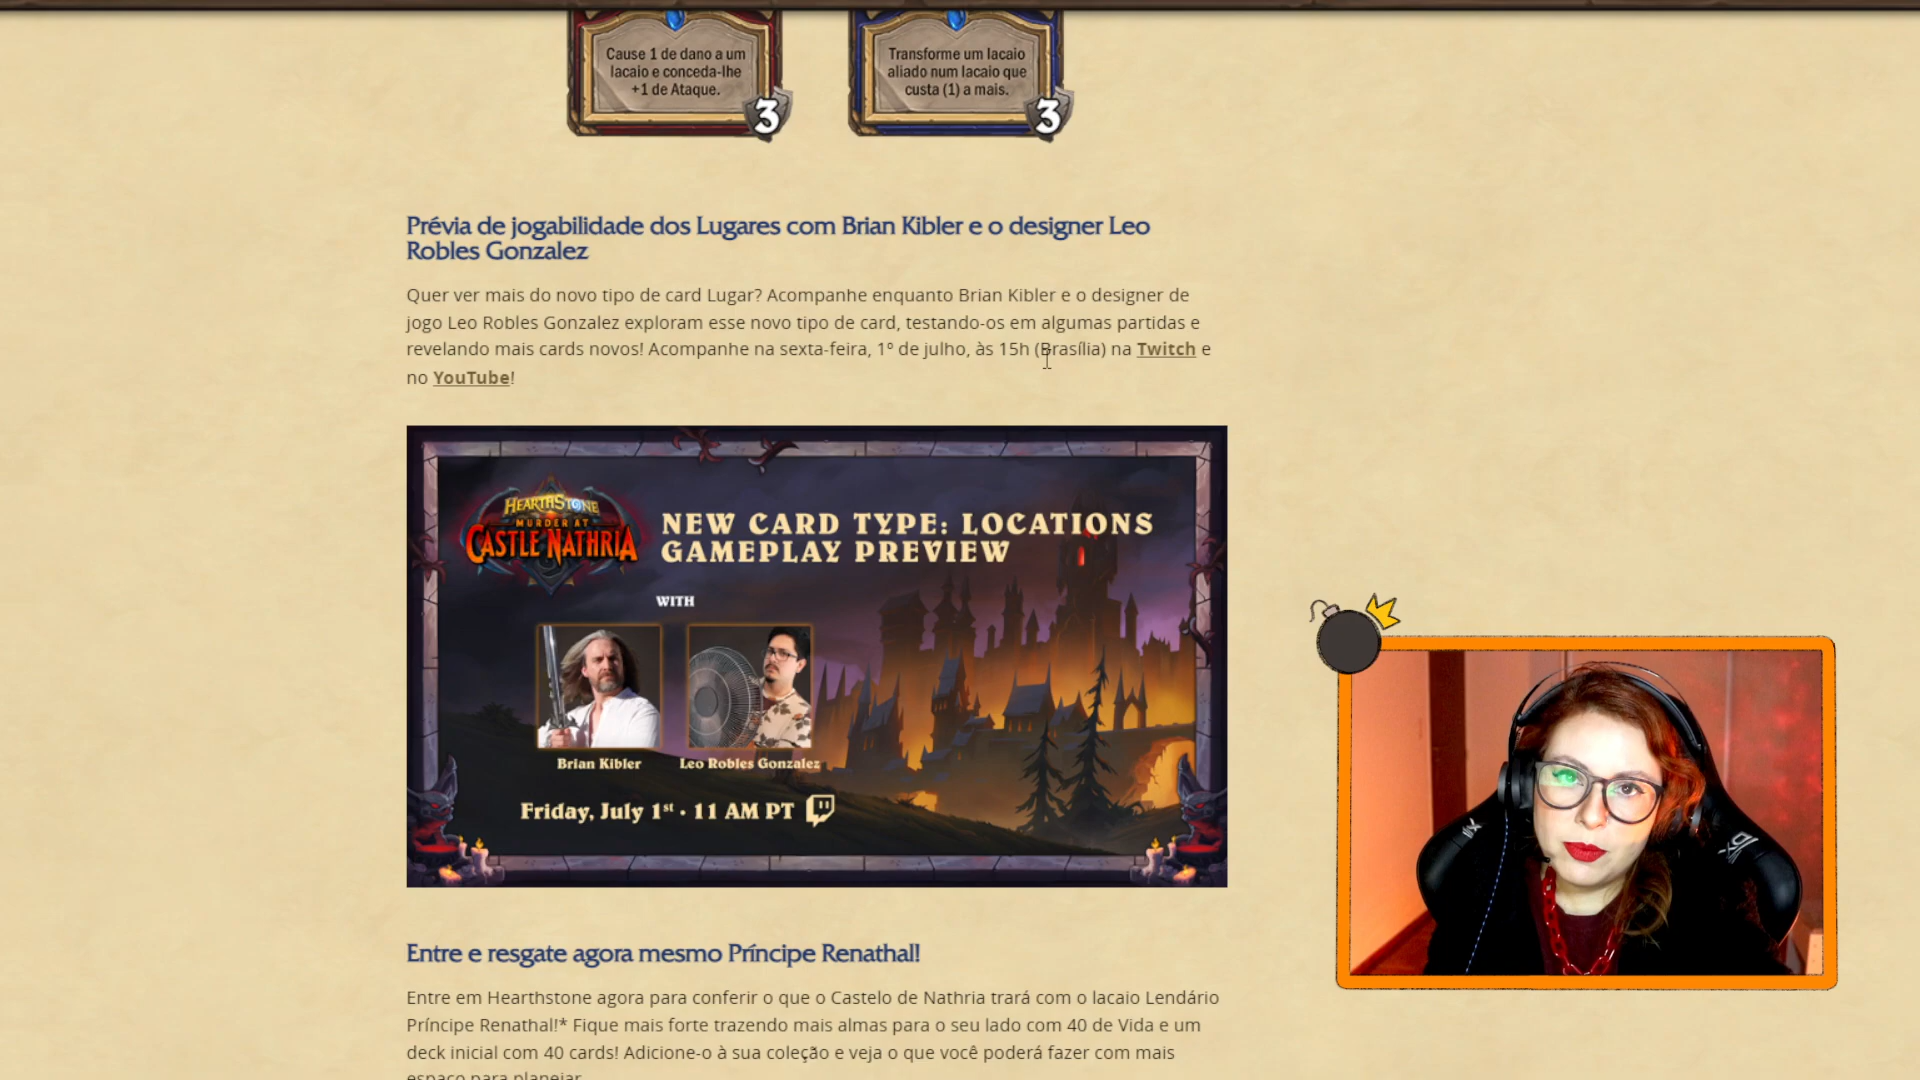 Cause 1 de dano a um
lacaio e conceda-lhe
+1 de Ataque.
3
Transforme um lacaio
aliado num lacaio que
custa (1) a mais.
3
Prévia de jogabilidade dos Lugares com Brian Kibler e o designer Leo
Robles Gonzalez
Quer ver mais do novo tipo de card Lugar? Acompanhe enquanto Brian Kibler e o designer de
jogo Leo Robles Gonzalez exploram esse novo tipo de card, testando-os em algumas partidas e
revelando mais cards novos! Acompanhe na sexta-feira, 1º de julho, às 15h (Brasília) na Twitch e
no YouTube!
HEARTHSTONE
MURDER AT
CASTLE NATHRIA
NEW CARD TYPE: LOCATIONS
GAMEPLAY PREVIEW
WITH
Brian Kibler
Leo Robles Gonzalez
Friday, July 1st · 11 AM PT
Entre e resgate agora mesmo Príncipe Renathal!
Entre em Hearthstone agora para conferir o que o Castelo de Nathria trará com o lacaio Lendário
Príncipe Renathal!* Fique mais forte trazendo mais almas para o seu lado com 40 de Vida e um
deck inicial com 40 cards! Adicione-o à sua coleção e veja o que você poderá fazer com mais
espaço para planejar